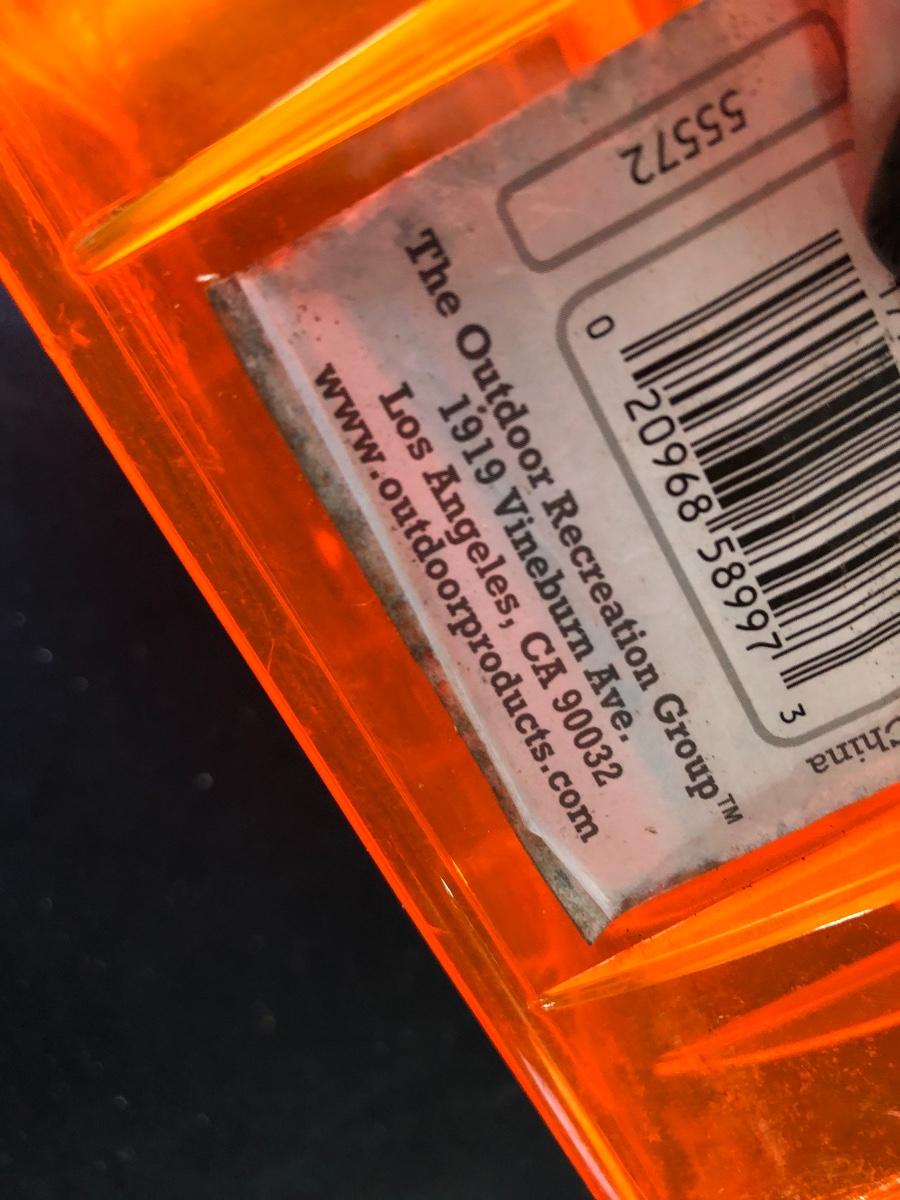 The Outdoor Recreation Group™
1919 Vineburn Ave.
Los Angeles, CA 90032
www.outdoorproducts.com
55572
0 20968 58997 3
China